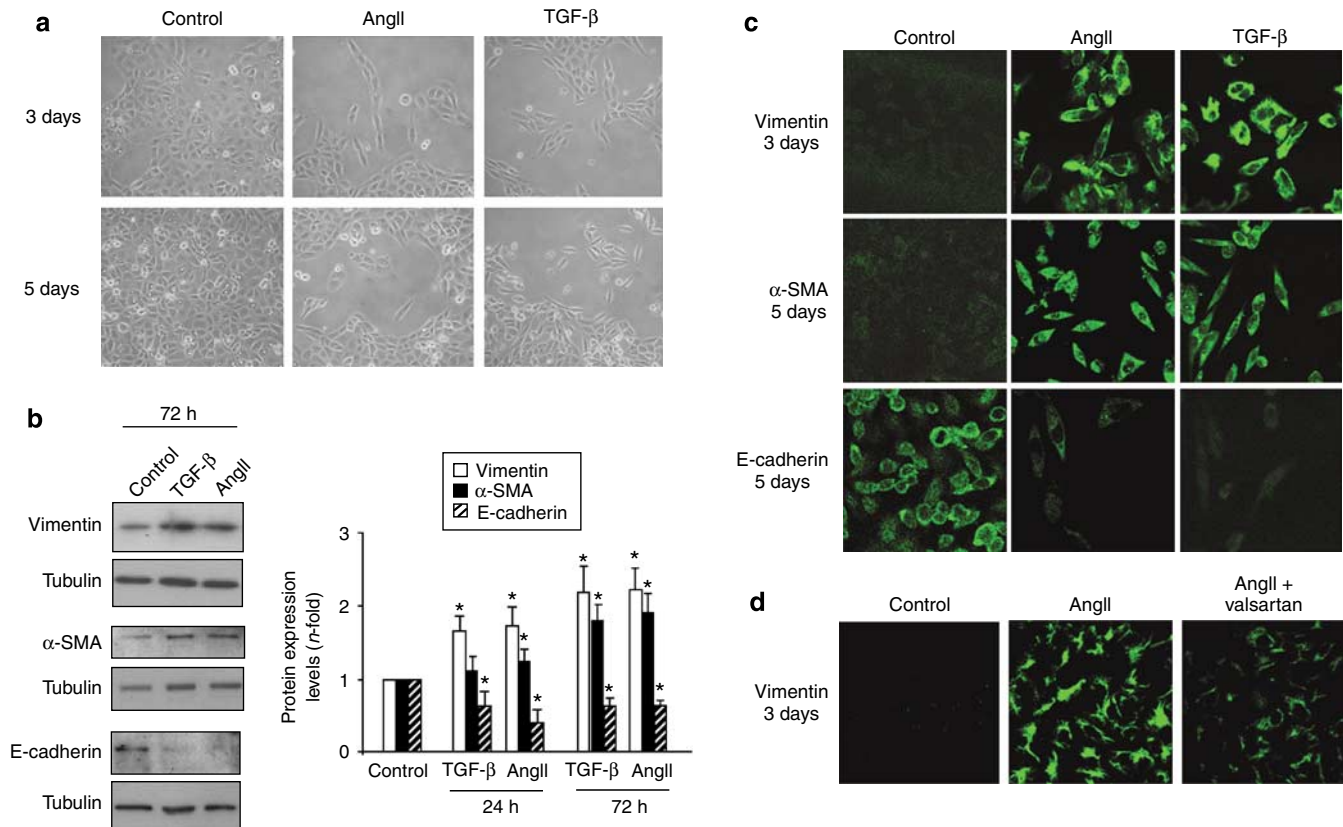 a
Control
AngII
TGF-β
3 days
5 days
b
72 h
Control
TGF-β
AngII
Vimentin
Tubulin
α-SMA
Tubulin
E-cadherin
Tubulin
Vimentin
α-SMA
E-cadherin
Protein expression
levels (n-fold)
3
2
1
0
* * * * * * * * * * *
Control
TGF-β
AngII
TGF-β
AngII
24 h
72 h
c
Control
AngII
TGF-β
Vimentin
3 days
α-SMA
5 days
E-cadherin
5 days
d
Control
AngII
AngII +
valsartan
Vimentin
3 days